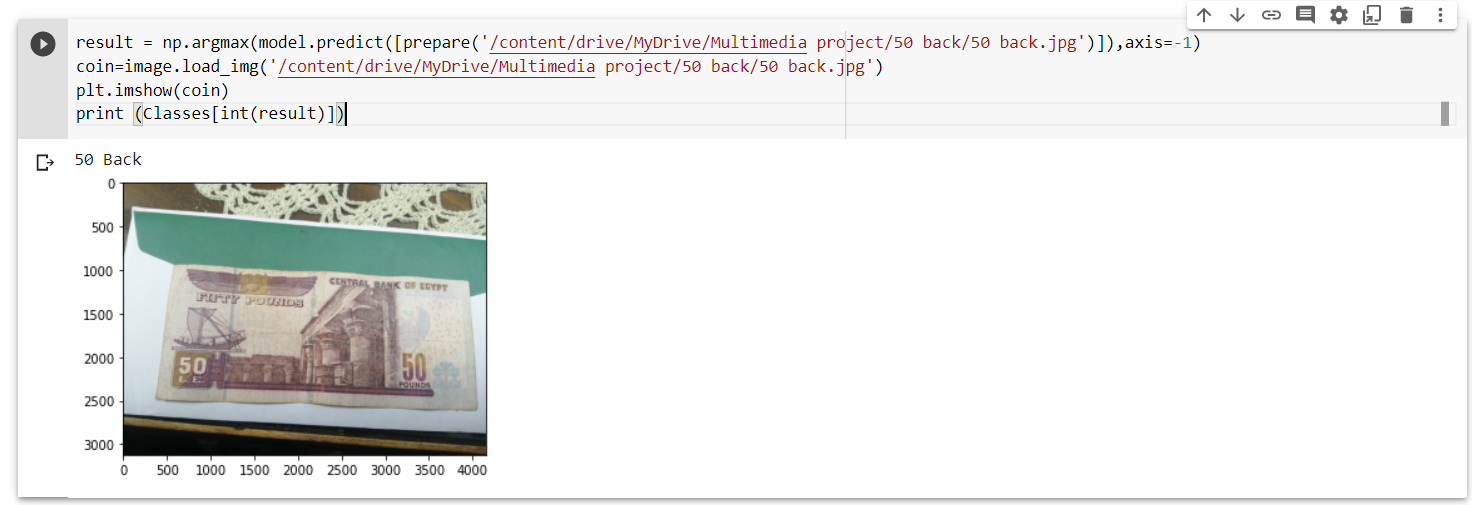 result = np.argmax(model.predict([prepare('/content/drive/MyDrive/Multimedia project/50 back/50 back.jpg')]),axis=-1)
coin=image.load_img('/content/drive/MyDrive/Multimedia project/50 back/50 back.jpg')
plt.imshow(coin)
print (Classes[int(result)])
50 Back
0
500
1000
1500
2000
2500
3000
CENTRAL BANK OF EGYPT
FIFTY POUNDS
50
L.E.
50
POUNDS
0 500 1000 1500 2000 2500 3000 3500 4000